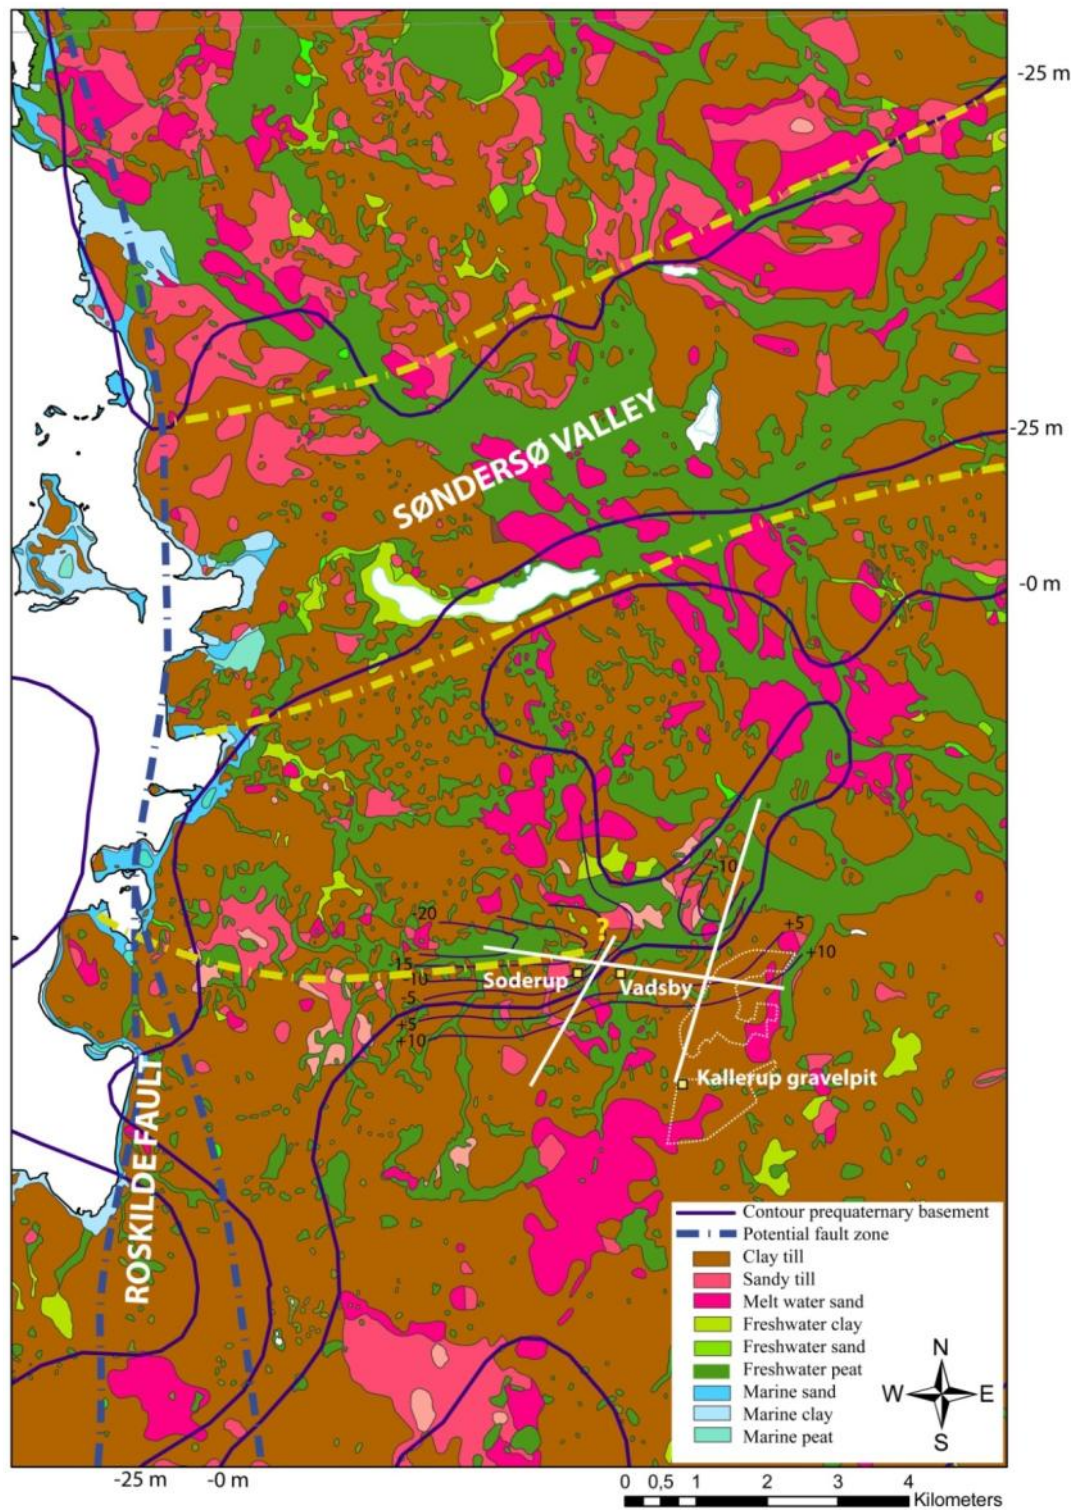 -25 m
-25 m
SØNDERSØ VALLEY
-0 m
-10
-20
?
+5
+10
-15
Soderup
Vadsby
-10
-5
+5
+10
Kallerup gravelpit
ROSKILDE FAULT
Contour prequaternary basement
Potential fault zone
Clay till
Sandy till
Melt water sand
Freshwater clay
Freshwater sand
Freshwater peat
Marine sand
Marine clay
Marine peat
N
W E
S
-25 m -0 m
0 0,5 1 2 3 4
Kilometers